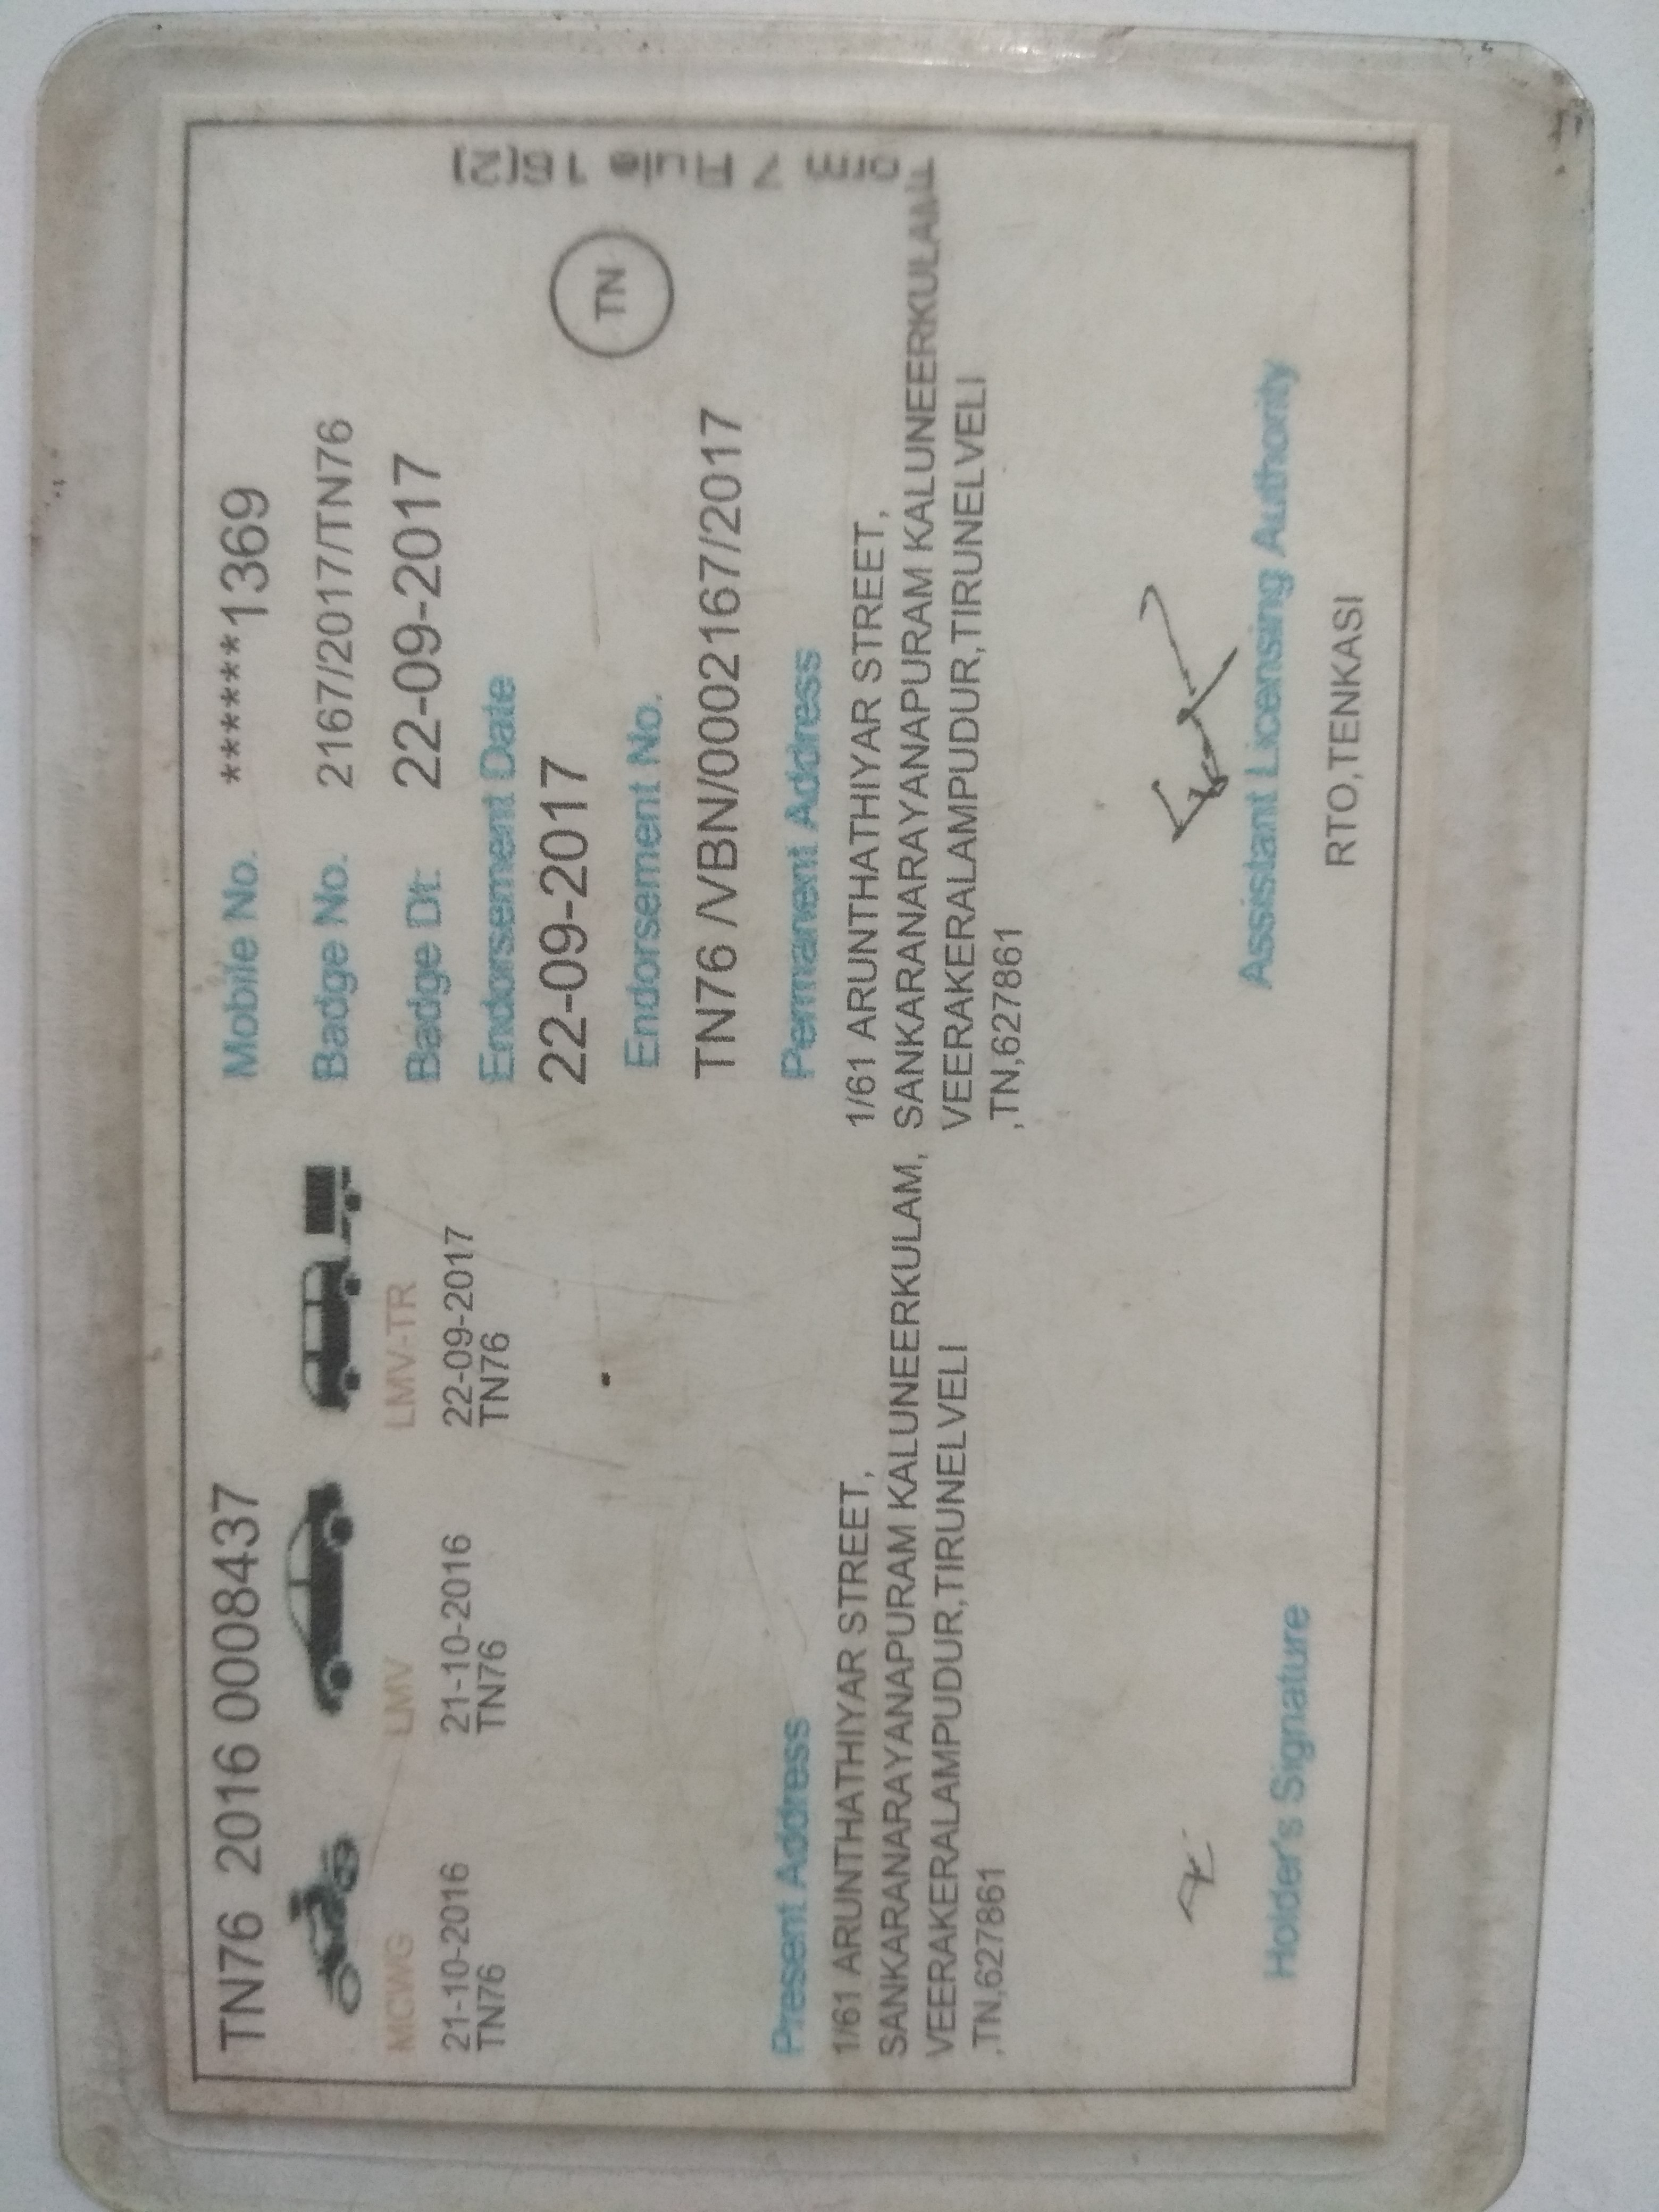 TN76 2016 0008437
MCWG
21-10-2016
TN76
LMV
21-10-2016
TN76
LMV-TR
22-09-2017
TN76
Mobile No. ******1369
Badge No. 2167/2017/TN76
Badge Dt. 22-09-2017
Endorsement Date
22-09-2017
Endorsement No.
TN76 /VBN/0002167/2017
TN
Form 7 Rule 16(2)
Present Address
1/61 ARUNTHATHIYAR STREET,
SANKARANARAYANAPURAM KALUNEERKULAM,
VEERAKERALAMPUDUR,TIRUNELVELI
,TN,627861
Permanent Address
1/61 ARUNTHATHIYAR STREET,
SANKARANARAYANAPURAM KALUNEERKULAM
VEERAKERALAMPUDUR,TIRUNELVELI
,TN,627861
Holder's Signature
Assistant Licensing Authority
RTO,TENKASI